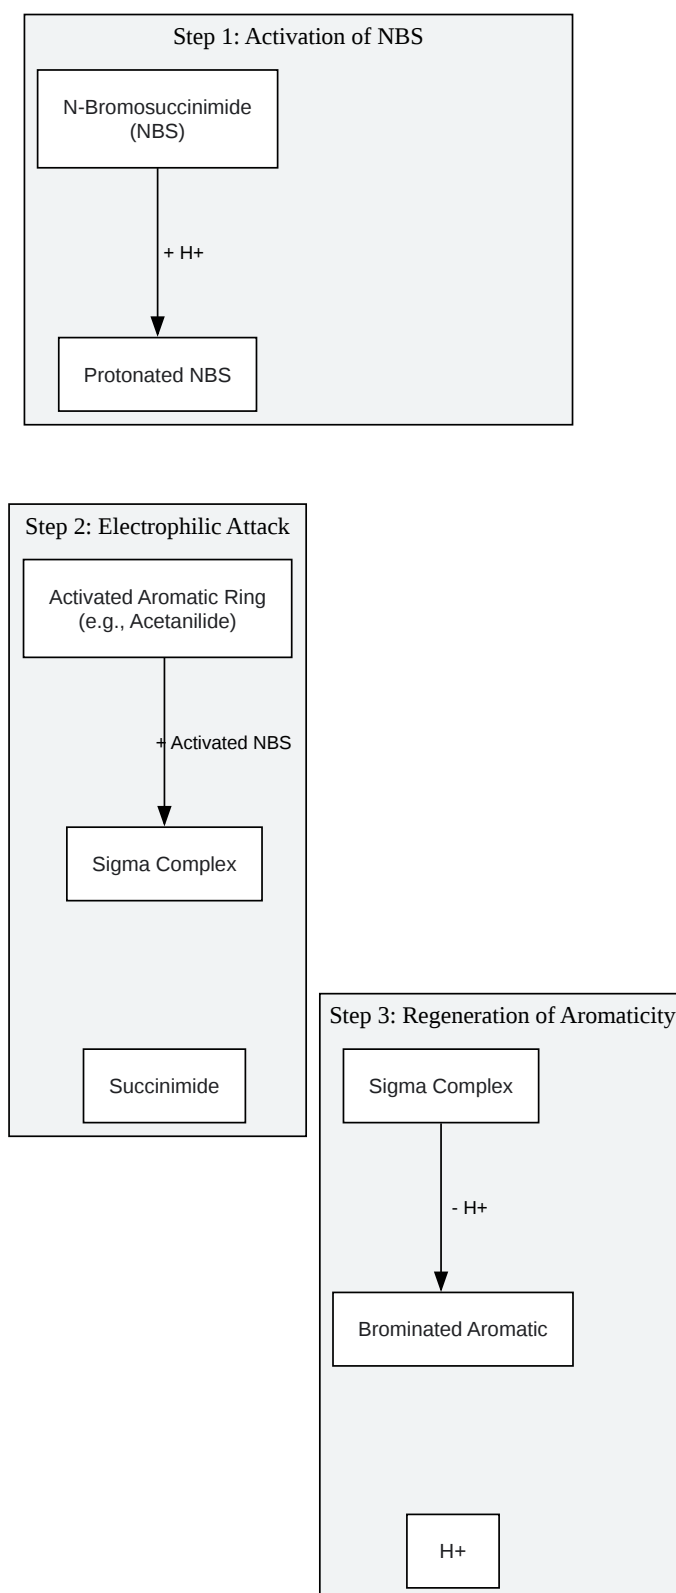 Step 1: Activation of NBS
N-Bromosuccinimide
(NBS)
+ H+
Protonated NBS
Step 2: Electrophilic Attack
Activated Aromatic Ring
(e.g., Acetanilide)
+ Activated NBS
Sigma Complex
Succinimide
Step 3: Regeneration of Aromaticity
Sigma Complex
- H+
Brominated Aromatic
H+